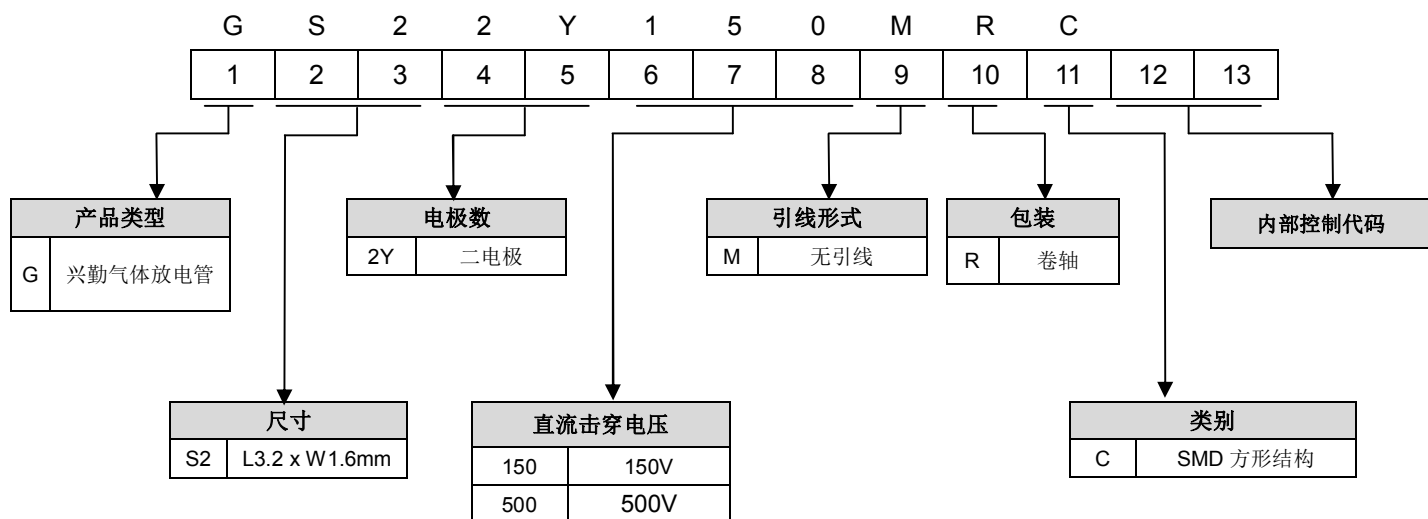 G S 2 2 Y 1 5 0 M R C
1 2 3 4 5 6 7 8 9 10 11 12 13
产品类型
G 兴勤气体放电管
电极数
2Y 二电极
引线形式
M 无引线
包装
R 卷轴
内部控制代码
尺寸
S2 L3.2 x W1.6mm
直流击穿电压
150 150V
500 500V
类别
C SMD 方形结构